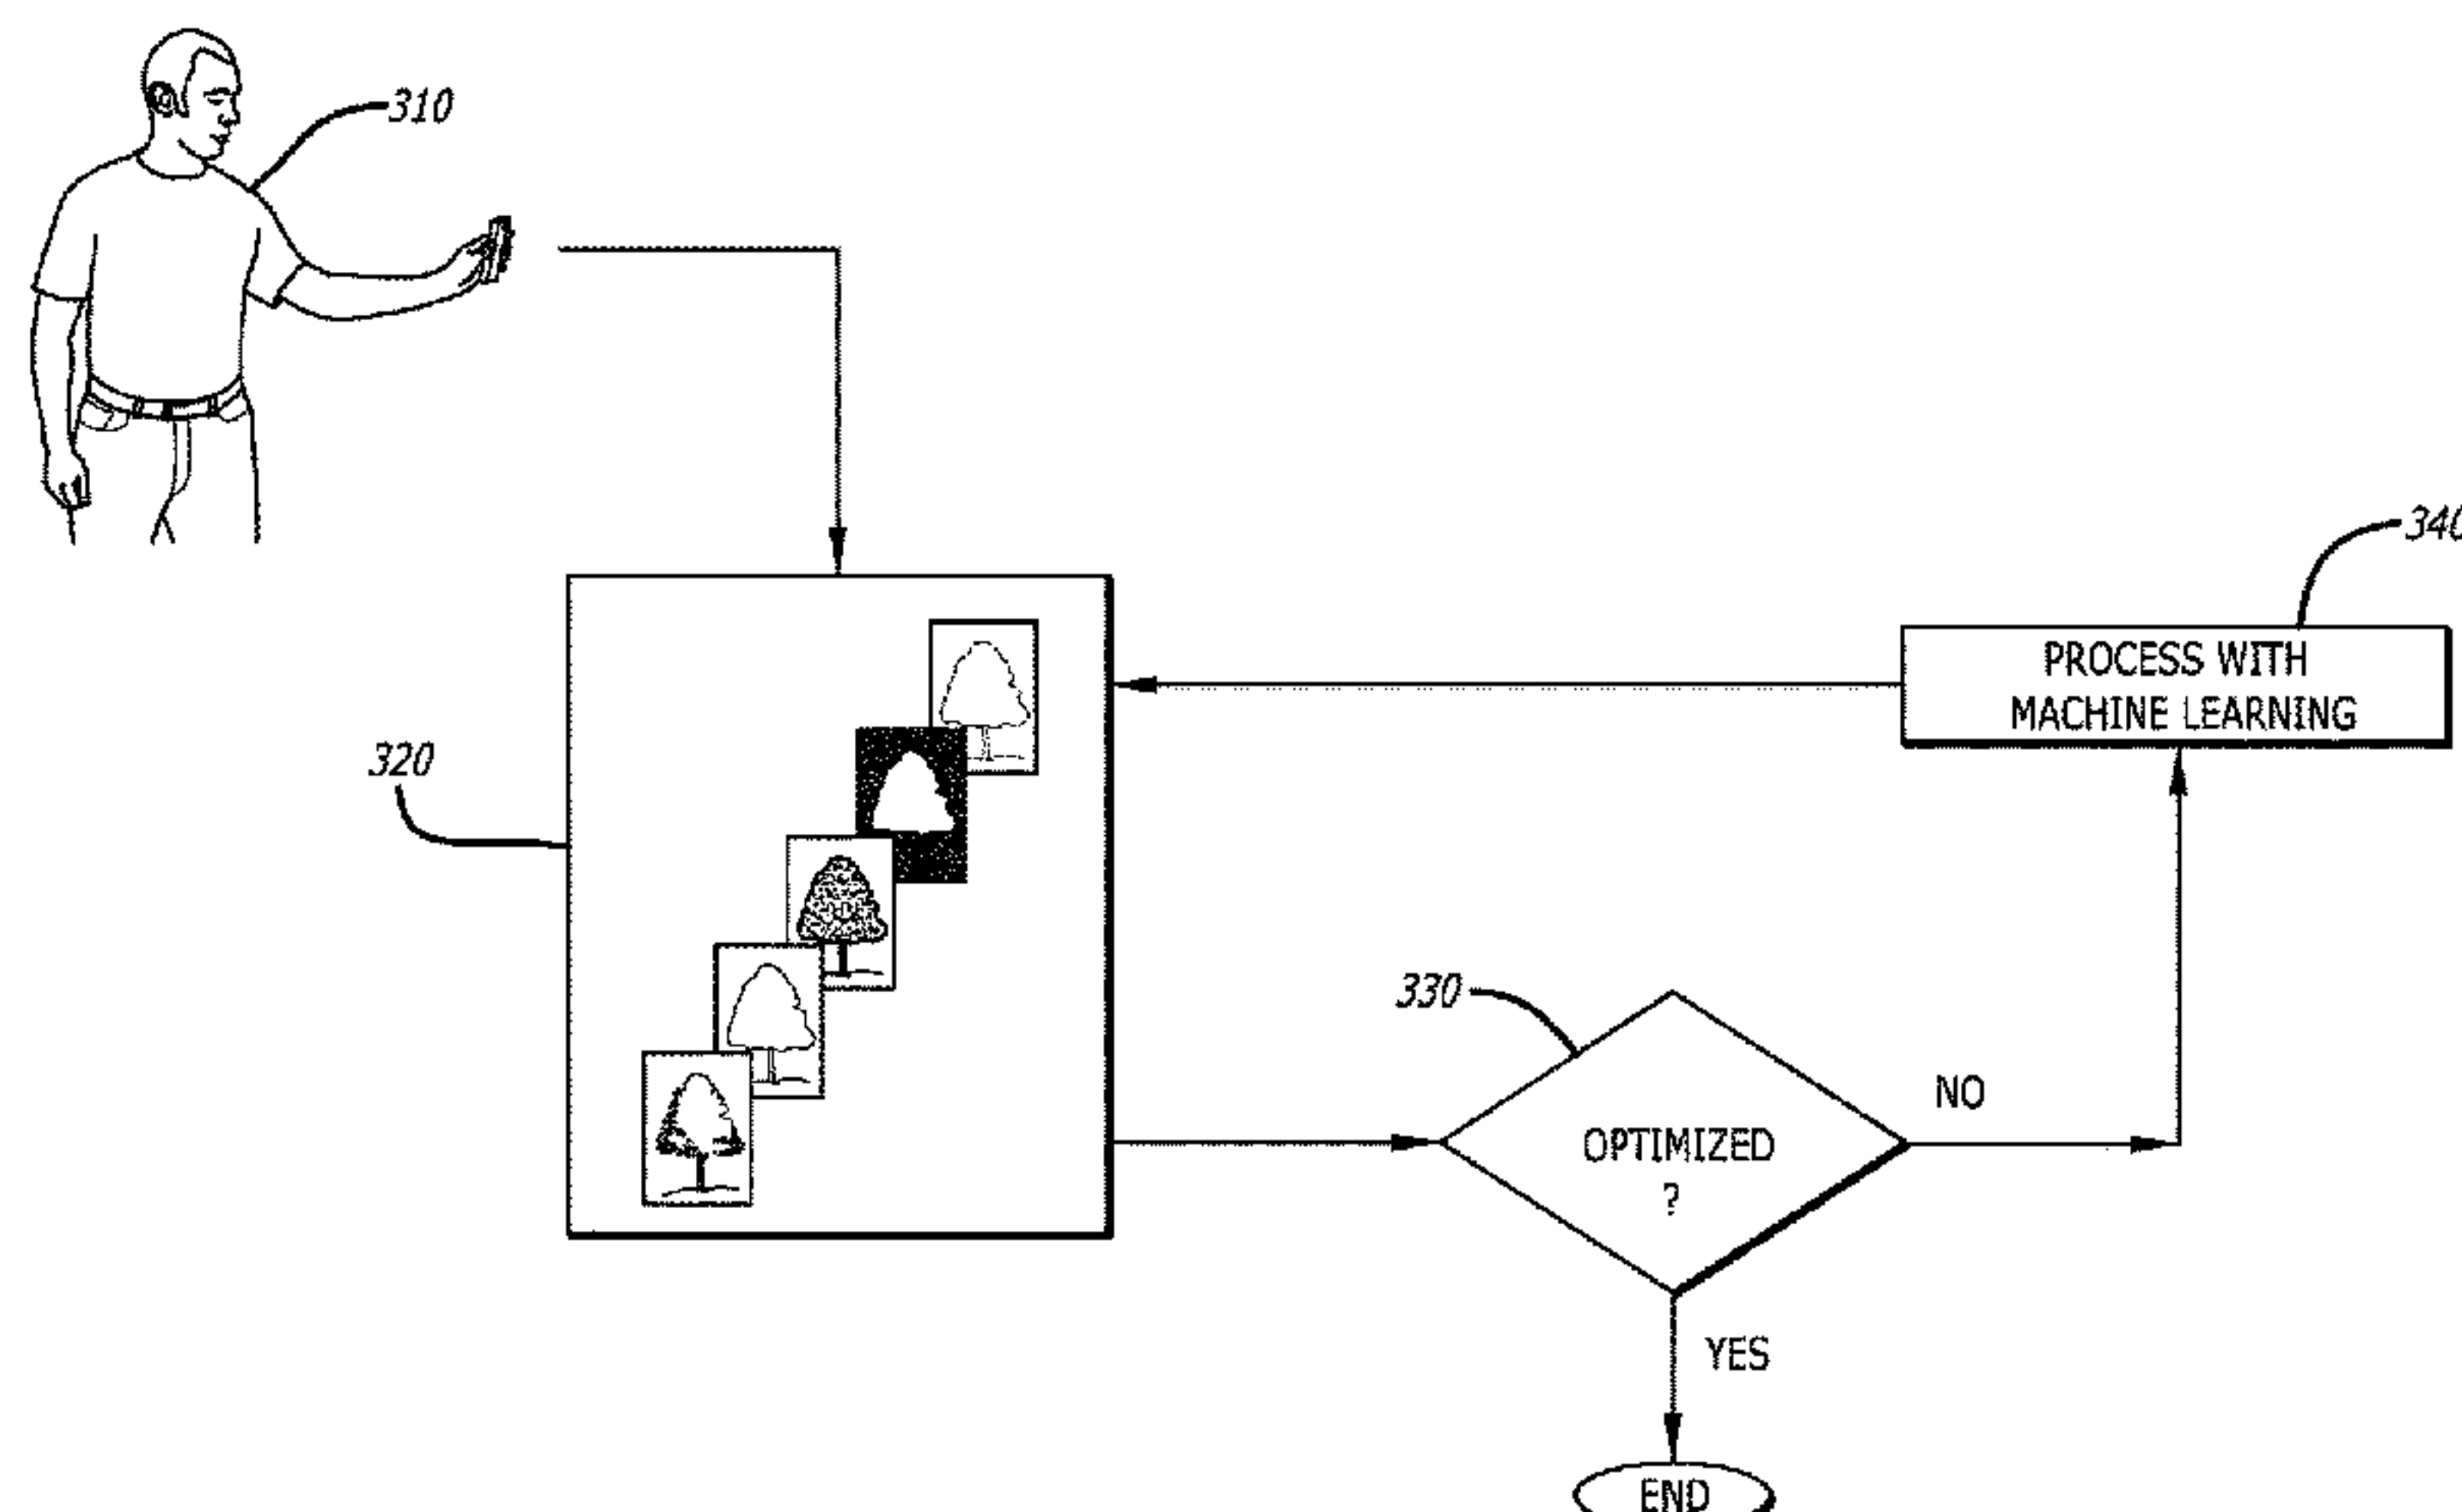 310
340
PROCESS WITH
MACHINE LEARNING
320
330
NO
OPTIMIZED
?
YES
END